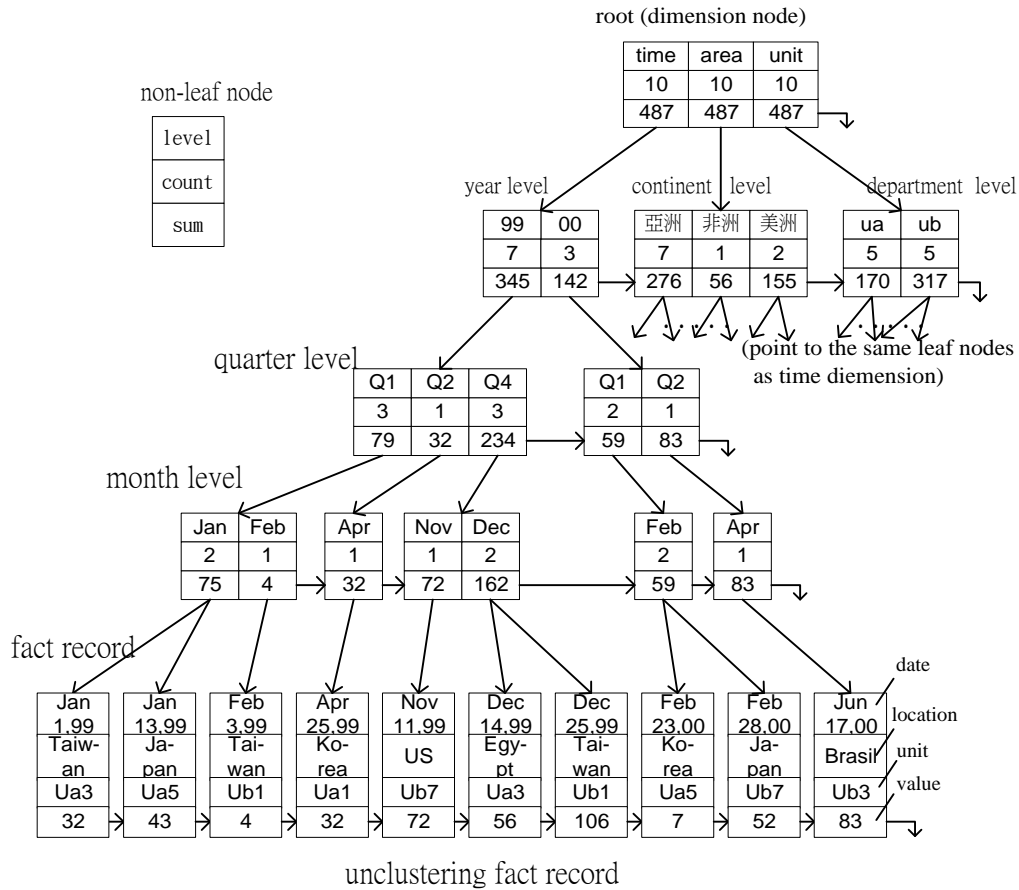 root (dimension node)
time area unit
10 10 10
487 487 487
non-leaf node
level
count
sum
year level
continent level
department level
99 00
7 3
345 142
亞洲 非洲 美洲
7 1 2
276 56 155
ua ub
5 5
170 317
(point to the same leaf nodes
as time diemension)
quarter level
Q1 Q2 Q4
3 1 3
79 32 234
Q1 Q2
2 1
59 83
month level
Jan Feb
2 1
75 4
Apr
1
32
Nov Dec
1 2
72 162
Feb
2
59
Apr
1
83
fact record
Jan
1,99
Taiw-
an
Ua3
32
Jan
13,99
Ja-
pan
Ua5
43
Feb
3,99
Tai-
wan
Ub1
4
Apr
25,99
Ko-
rea
Ua1
32
Nov
11,99
US
Ub7
72
Dec
14,99
Egy-
pt
Ua3
56
Dec
25,99
Tai-
wan
Ub1
106
Feb
23,00
Ko-
rea
Ua5
7
Feb
28,00
Ja-
pan
Ub7
52
Jun
17,00
Brasil
Ub3
83
date
location
unit
value
unclustering fact record